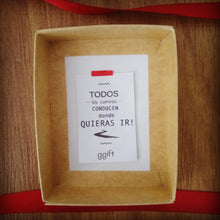 TODOS
los caminos
CONDUCEN
donde
QUIERAS IR!
ggift